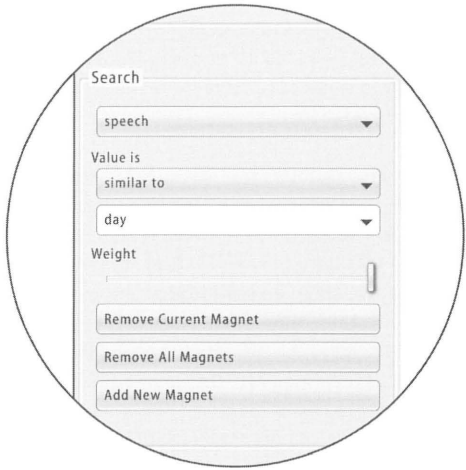 Search
speech
Value is
similar to
day
Weight
Remove Current Magnet
Remove All Magnets
Add New Magnet